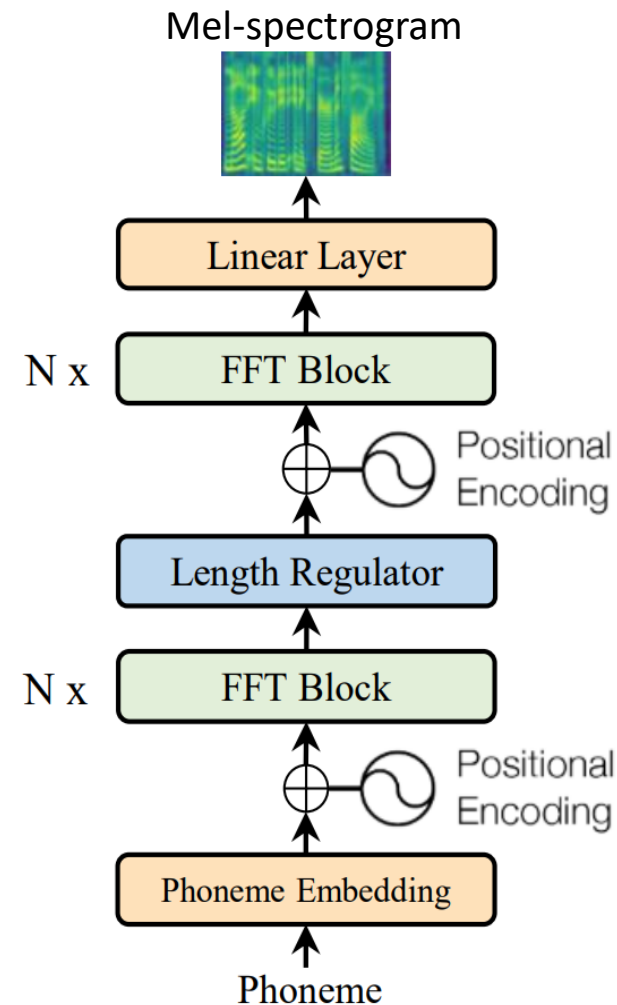 Mel-spectrogram
Linear Layer
N x
FFT Block
Positional
Encoding
Length Regulator
N x
FFT Block
Positional
Encoding
Phoneme Embedding
Phoneme